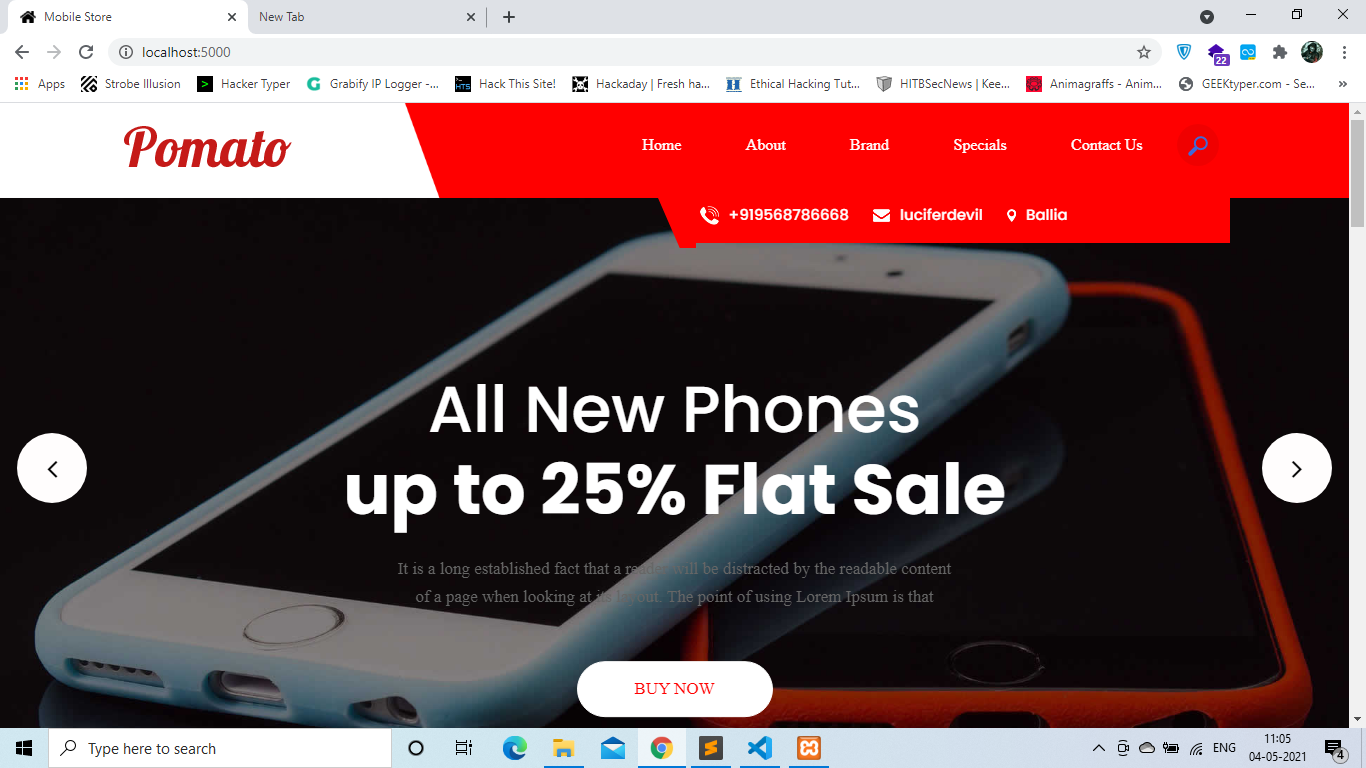 Mobile Store
New Tab
localhost:5000
22
Apps
Strobe Illusion
Hacker Typer
Grabify IP Logger -...
Hack This Site!
Hackaday | Fresh ha...
Ethical Hacking Tut...
HITBSecNews | Kee...
Animagraffs - Anim...
GEEKtyper.com - Se...
Pomato
Home
About
Brand
Specials
Contact Us
+919568786668
luciferdevil
Ballia
All New Phones
up to 25% Flat Sale
It is a long established fact that a reader will be distracted by the readable content
of a page when looking at its layout. The point of using Lorem Ipsum is that
BUY NOW
Type here to search
ENG
11:05
04-05-2021
4